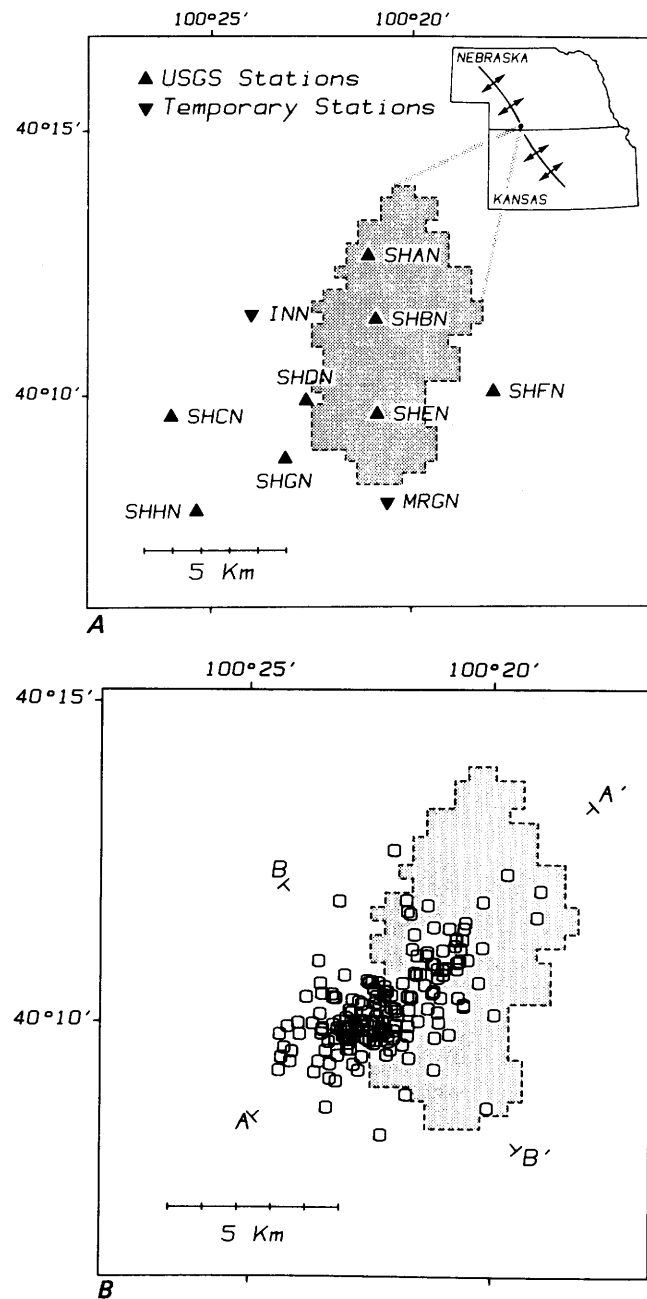 100°25' 100°20'
▲ USGS Stations
▼ Temporary Stations
NEBRASKA
KANSAS
40°15'
SHAN
INN
SHBN
SHDN
40°10'
SHFN
SHCN
SHEN
SHGN
SHHN
MRGN
5 Km
A
100°25' 100°20'
40°15'
A'
B
40°10'
A
B'
5 Km
B